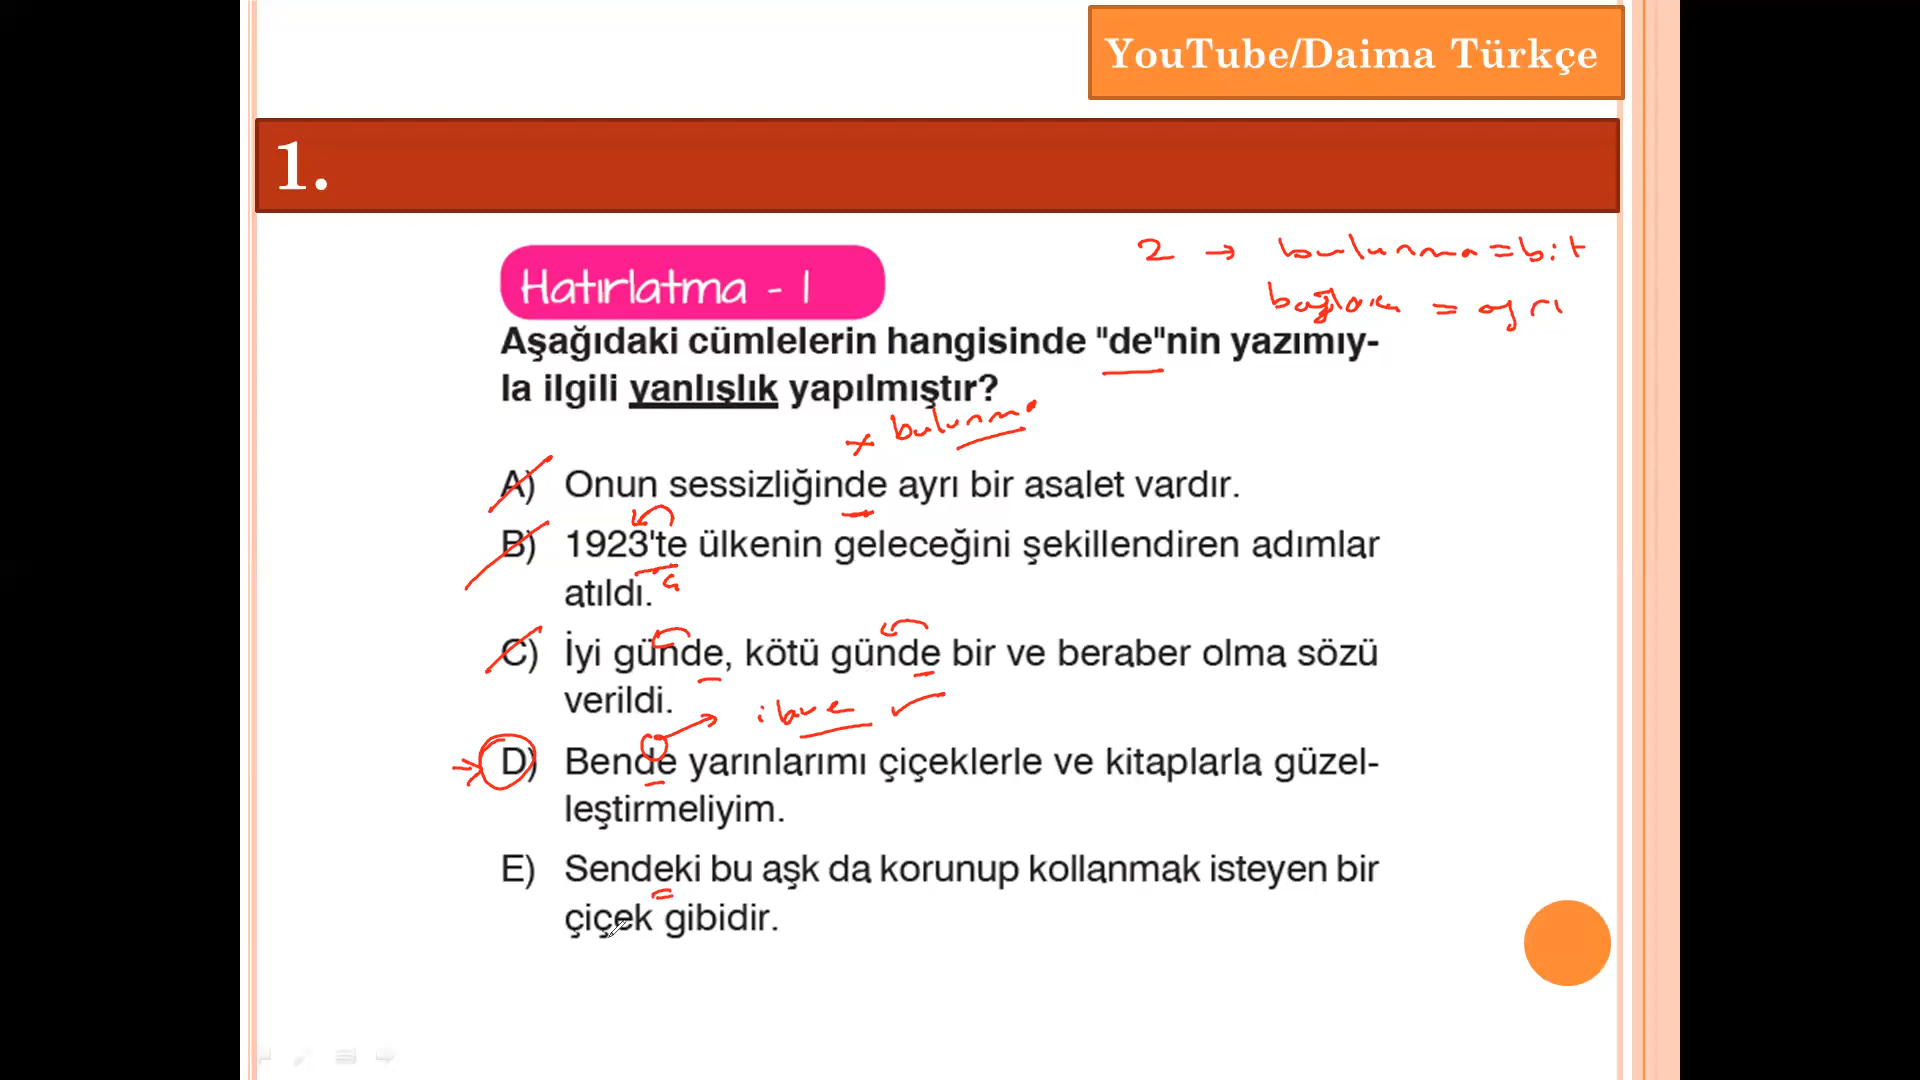 YouTube/Daima Türkçe
1.
2 → bulunma = bit
Hatırlatma - 1
bağlaç = ayrı
Aşağıdaki cümlelerin hangisinde "de"nin yazımıy-
la ilgili yanlışlık yapılmıştır?
x bulunma
A) Onun sessizliğinde ayrı bir asalet vardır.
B) 1923'te ülkenin geleceğini şekillendiren adımlar
atıldı.
C) İyi günde, kötü günde bir ve beraber olma sözü
verildi.
D) Bende yarınlarımı çiçeklerle ve kitaplarla güzel-
leştirmeliyim.
E) Sendeki bu aşk da korunup kollanmak isteyen bir
çiçek gibidir.